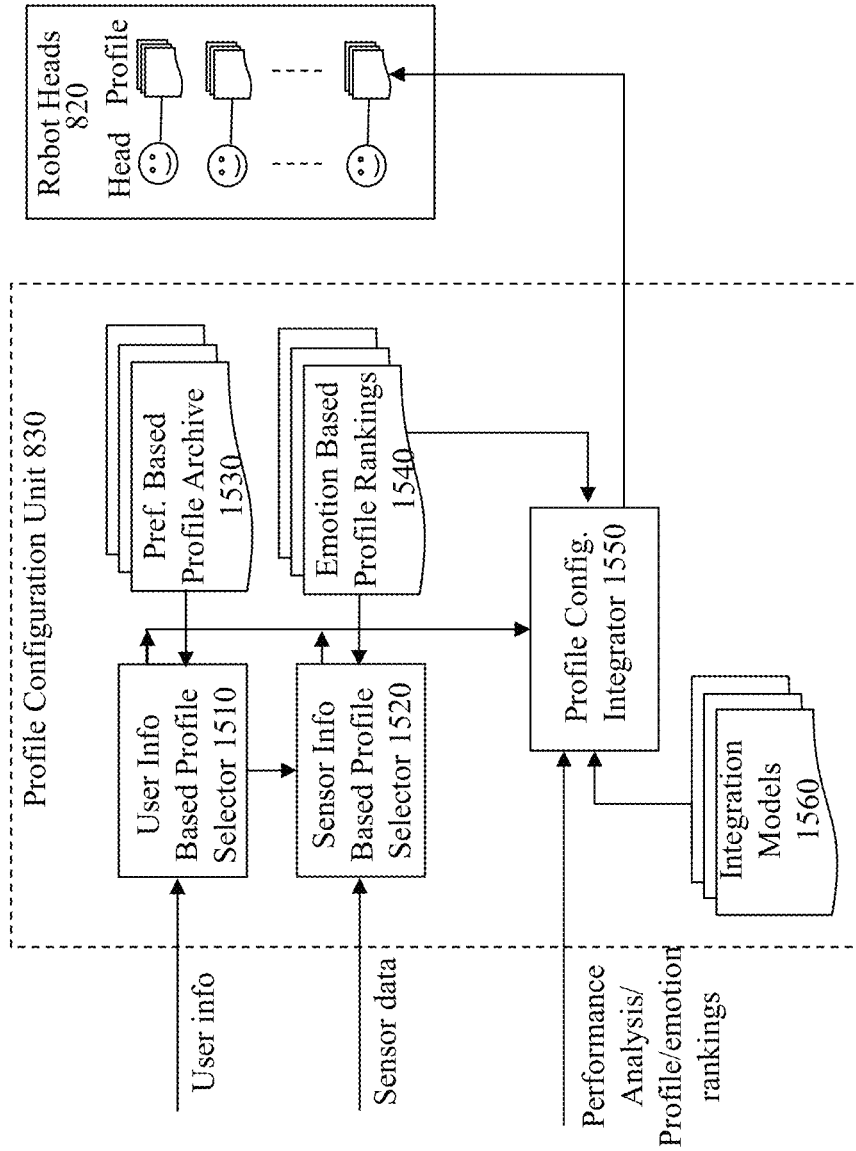 Robot Heads
820
Head Profile
Profile Configuration Unit 830
Pref. Based
Profile Archive
1530
Emotion Based
Profile Rankings
1540
User Info
Based Profile
Selector 1510
Sensor Info
Based Profile
Selector 1520
Profile Config.
Integrator 1550
Integration
Models
1560
User info
Sensor data
Performance
Analysis/
Profile/emotion
rankings